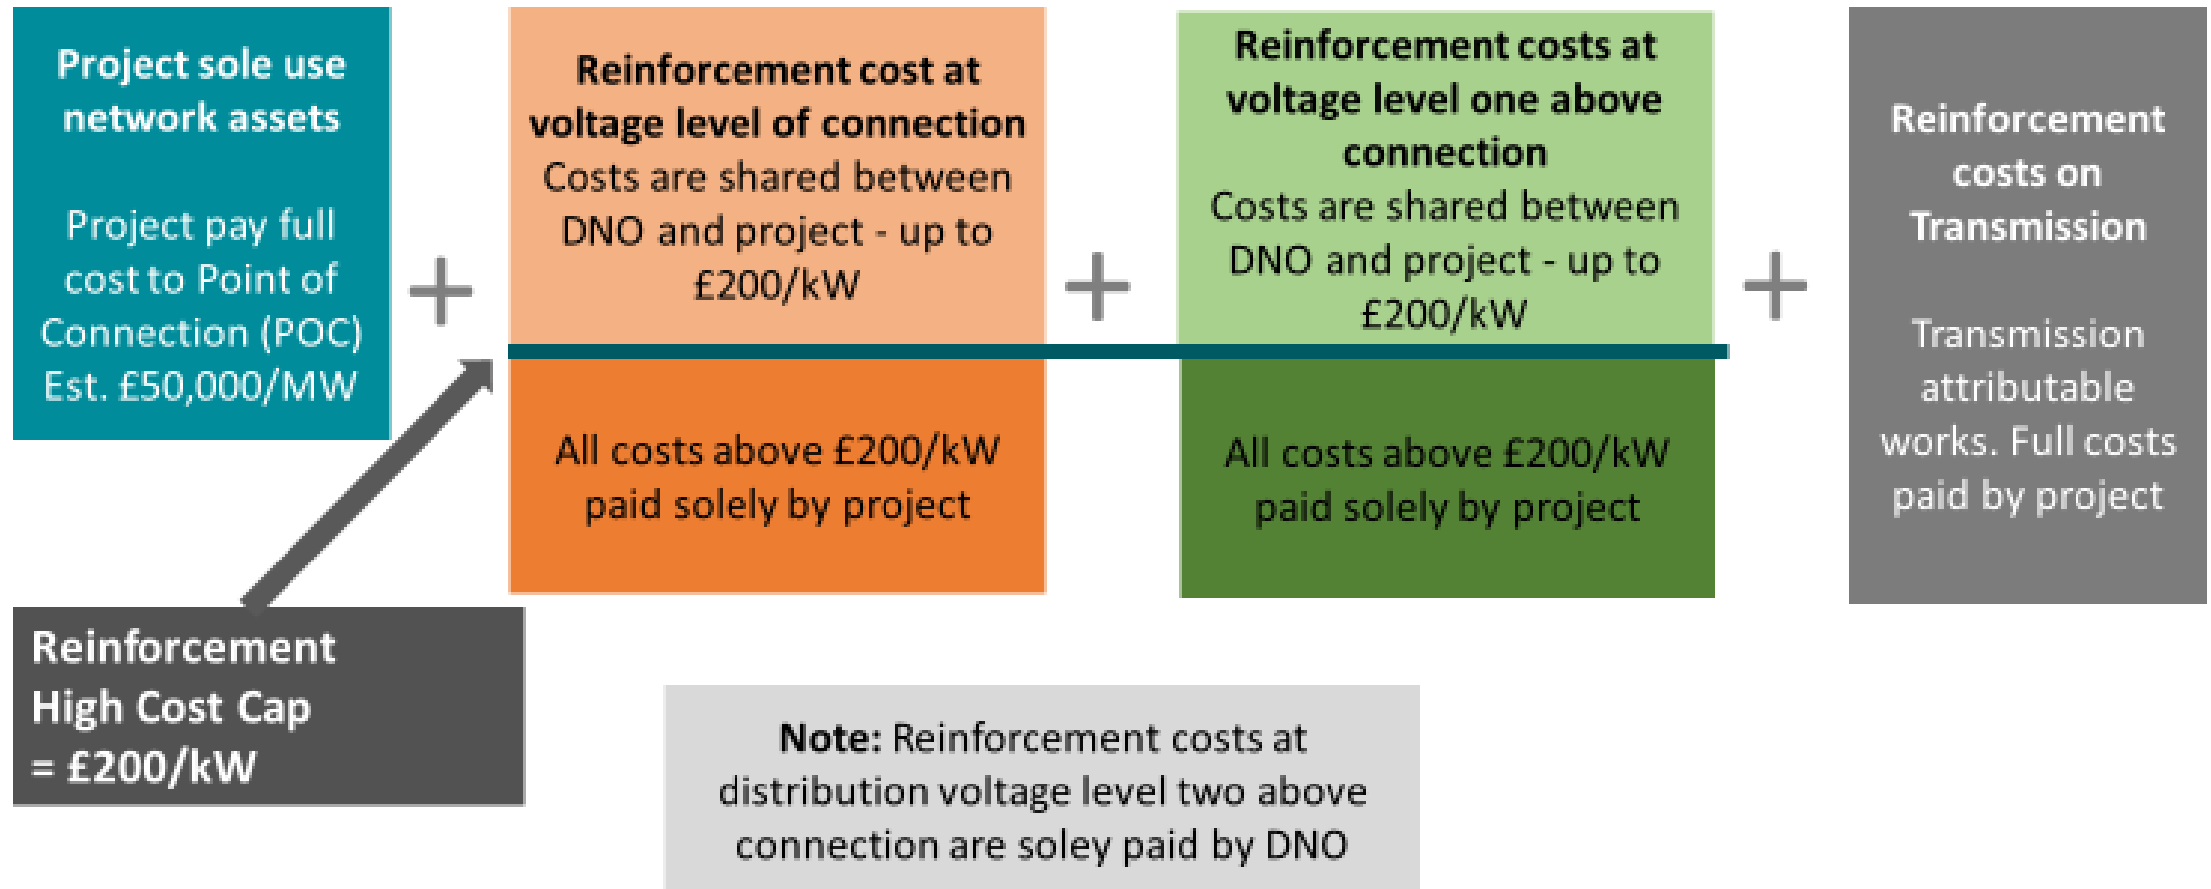 Project sole use
network assets
Project pay full
cost to Point of
Connection (POC)
Est. £50,000/MW
+
Reinforcement cost at
voltage level of connection
Costs are shared between
DNO and project - up to
£200/kW
All costs above £200/kW
paid solely by project
+
Reinforcement costs at
voltage level one above
connection
Costs are shared between
DNO and project - up to
£200/kW
All costs above £200/kW
paid solely by project
+
Reinforcement
costs on
Transmission
Transmission
attributable
works. Full costs
paid by project
Reinforcement
High Cost Cap
= £200/kW
Note: Reinforcement costs at
distribution voltage level two above
connection are soley paid by DNO